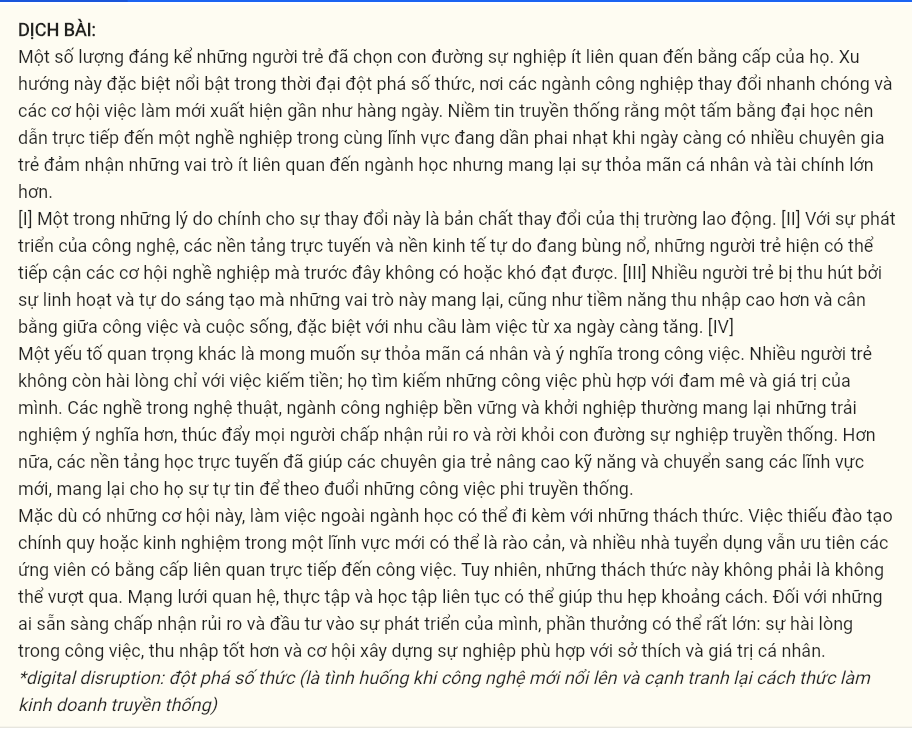 DỊCH BÀI:
Một số lượng đáng kể những người trẻ đã chọn con đường sự nghiệp ít liên quan đến bằng cấp của họ. Xu
hướng này đặc biệt nổi bật trong thời đại đột phá số thức, nơi các ngành công nghiệp thay đổi nhanh chóng và
các cơ hội việc làm mới xuất hiện gần như hàng ngày. Niềm tin truyền thống rằng một tấm bằng đại học nên
dẫn trực tiếp đến một nghề nghiệp trong cùng lĩnh vực đang dần phai nhạt khi ngày càng có nhiều chuyên gia
trẻ đảm nhận những vai trò ít liên quan đến ngành học nhưng mang lại sự thỏa mãn cá nhân và tài chính lớn
hơn.
[I] Một trong những lý do chính cho sự thay đổi này là bản chất thay đổi của thị trường lao động. [II] Với sự phát
triển của công nghệ, các nền tảng trực tuyến và nền kinh tế tự do đang bùng nổ, những người trẻ hiện có thể
tiếp cận các cơ hội nghề nghiệp mà trước đây không có hoặc khó đạt được. [III] Nhiều người trẻ bị thu hút bởi
sự linh hoạt và tự do sáng tạo mà những vai trò này mang lại, cũng như tiềm năng thu nhập cao hơn và cân
bằng giữa công việc và cuộc sống, đặc biệt với nhu cầu làm việc từ xa ngày càng tăng. [IV]
Một yếu tố quan trọng khác là mong muốn sự thỏa mãn cá nhân và ý nghĩa trong công việc. Nhiều người trẻ
không còn hài lòng chỉ với việc kiếm tiền; họ tìm kiếm những công việc phù hợp với đam mê và giá trị của
mình. Các nghề trong nghệ thuật, ngành công nghiệp bền vững và khởi nghiệp thường mang lại những trải
nghiệm ý nghĩa hơn, thúc đẩy mọi người chấp nhận rủi ro và rời khỏi con đường sự nghiệp truyền thống. Hơn
nữa, các nền tảng học trực tuyến đã giúp các chuyên gia trẻ nâng cao kỹ năng và chuyển sang các lĩnh vực
mới, mang lại cho họ sự tự tin để theo đuổi những công việc phi truyền thống.
Mặc dù có những cơ hội này, làm việc ngoài ngành học có thể đi kèm với những thách thức. Việc thiếu đào tạo
chính quy hoặc kinh nghiệm trong một lĩnh vực mới có thể là rào cản, và nhiều nhà tuyển dụng vẫn ưu tiên các
ứng viên có bằng cấp liên quan trực tiếp đến công việc. Tuy nhiên, những thách thức này không phải là không
thể vượt qua. Mạng lưới quan hệ, thực tập và học tập liên tục có thể giúp thu hẹp khoảng cách. Đối với những
ai sẵn sàng chấp nhận rủi ro và đầu tư vào sự phát triển của mình, phần thưởng có thể rất lớn: sự hài lòng
trong công việc, thu nhập tốt hơn và cơ hội xây dựng sự nghiệp phù hợp với sở thích và giá trị cá nhân.
*digital disruption: đột phá số thức (là tình huống khi công nghệ mới nổi lên và cạnh tranh lại cách thức làm
kinh doanh truyền thống)